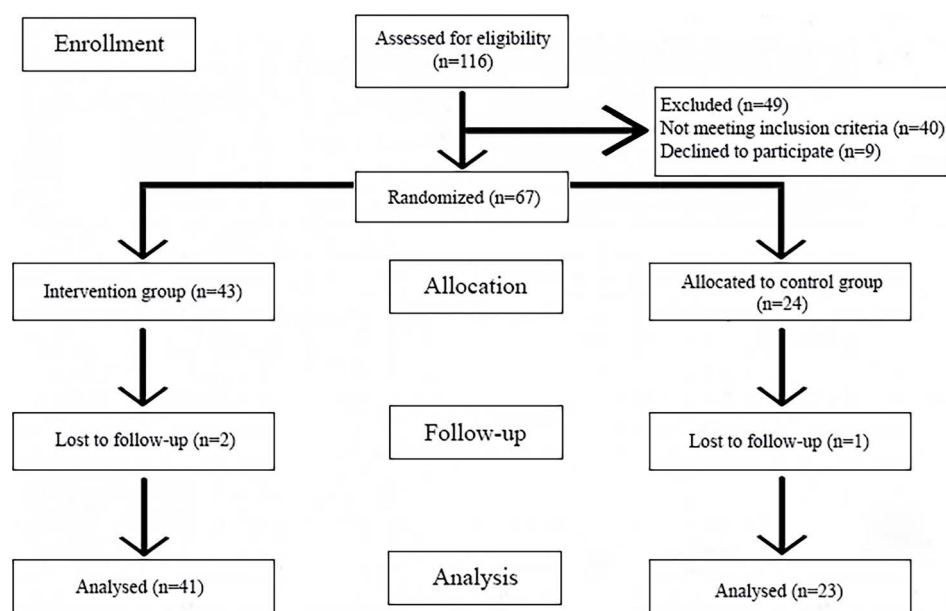 Enrollment
Assessed for eligibility
(n=116)
Excluded (n=49)
Not meeting inclusion criteria (n=40)
Declined to participate (n=9)
Randomized (n=67)
Intervention group (n=43)
Allocation
Allocated to control group
(n=24)
Lost to follow-up (n=2)
Follow-up
Lost to follow-up (n=1)
Analysed (n=41)
Analysis
Analysed (n=23)